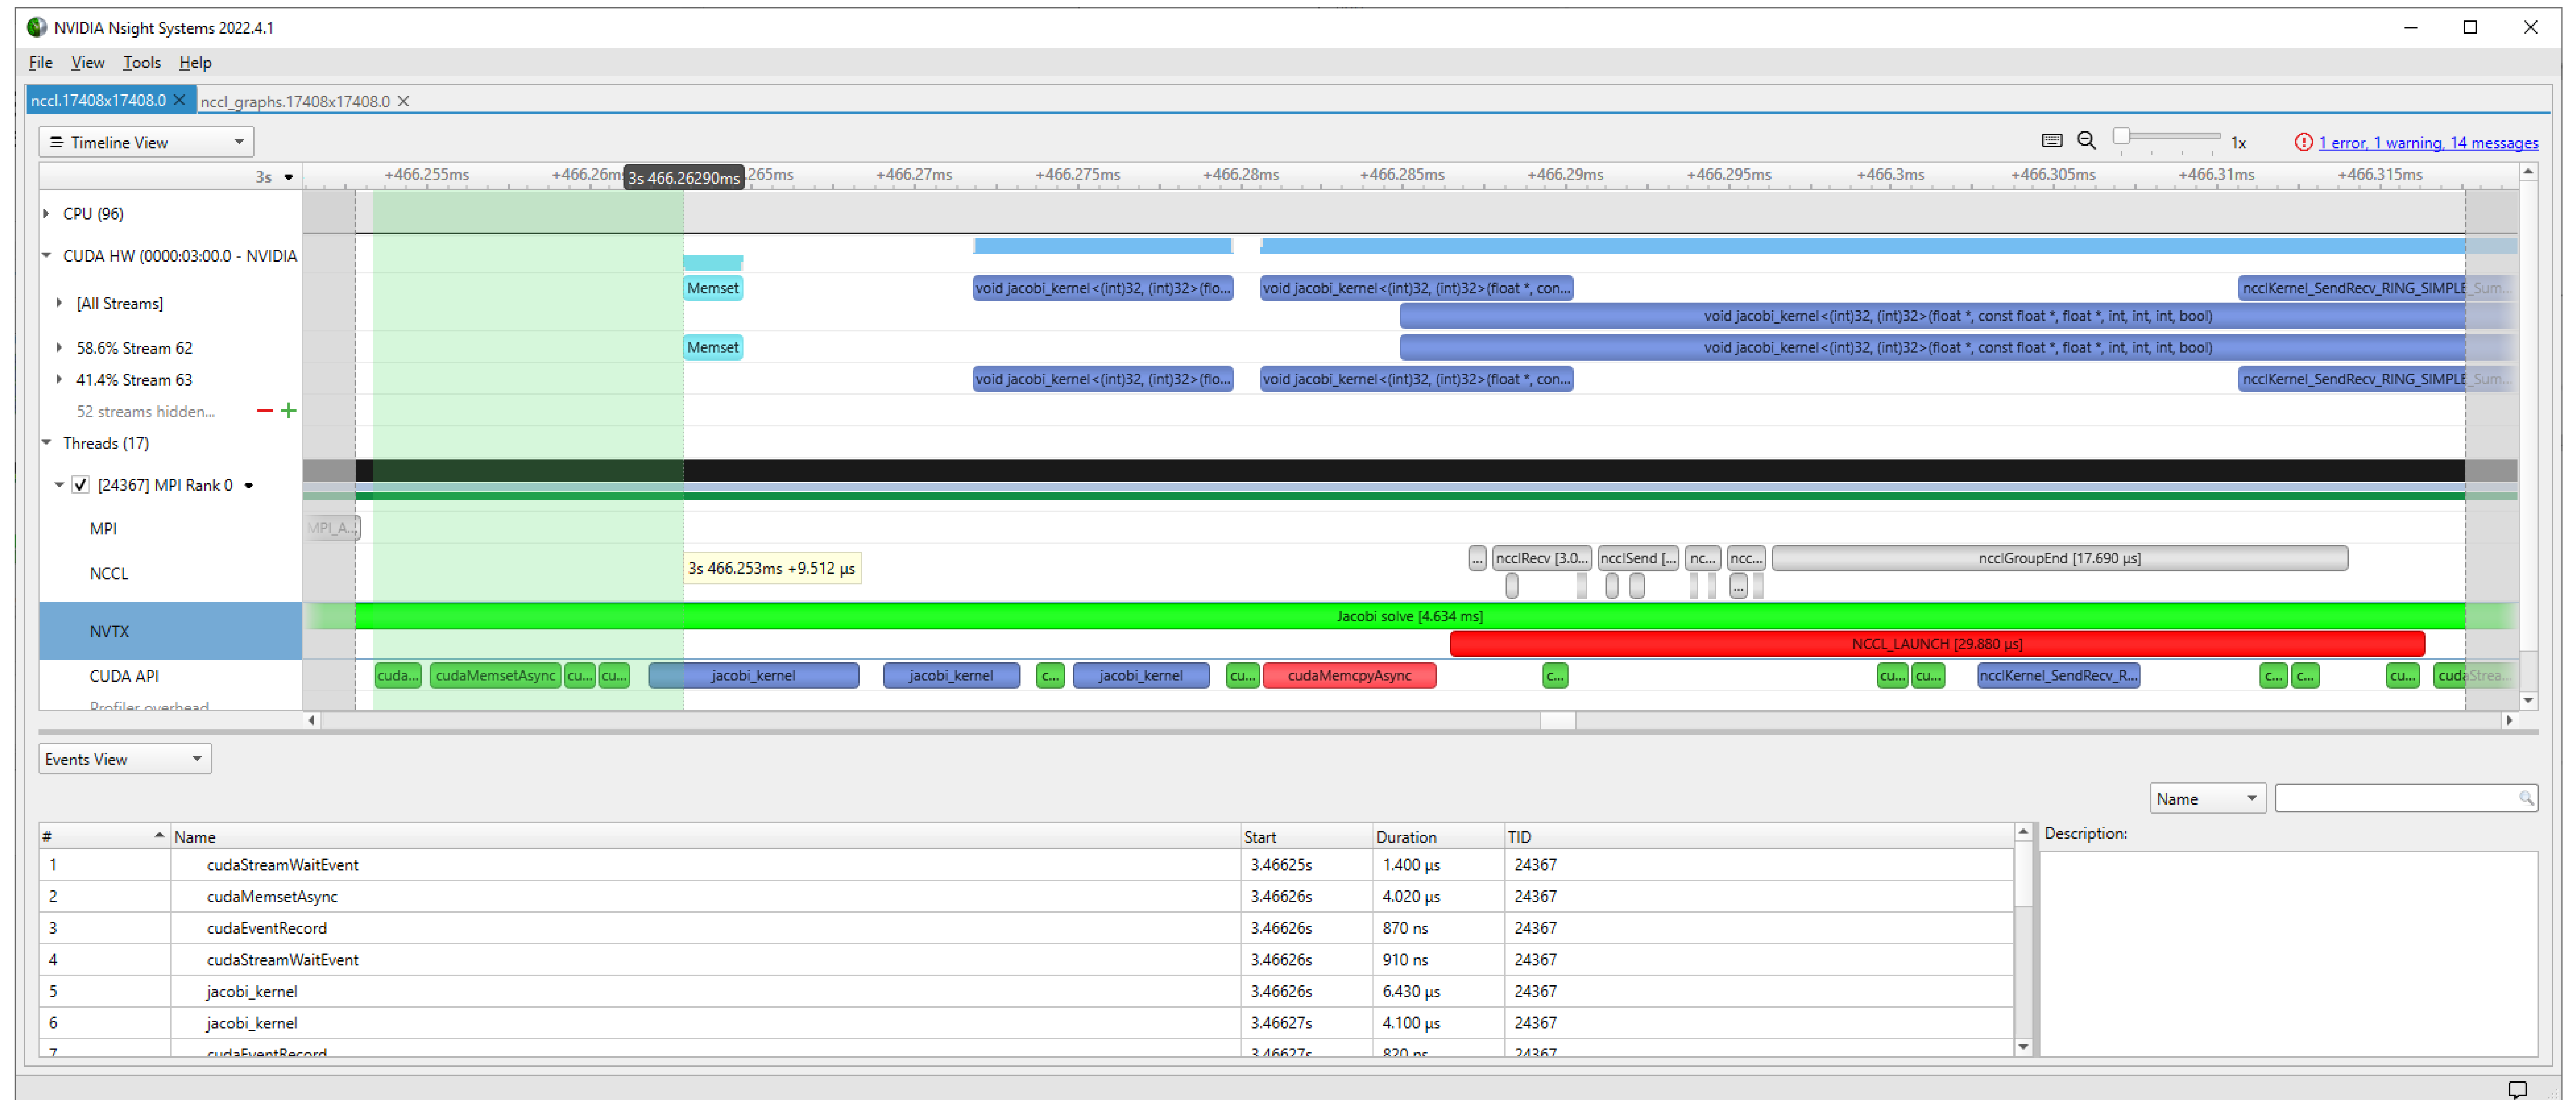 NVIDIA Nsight Systems 2022.4.1
File View Tools Help
nccl.17408x17408.0 nccl_graphs.17408x17408.0
Timeline View 1x 1 error, 1 warning, 14 messages
3s +466.255ms +466.26m 3s 466.26290ms .265ms +466.27ms +466.275ms +466.28ms +466.285ms +466.29ms +466.295ms +466.3ms +466.305ms +466.31ms +466.315ms
CPU (96)
CUDA HW (0000:03:00.0 - NVIDIA
[All Streams] Memset void jacobi_kernel<(int)32, (int)32>(flo... void jacobi_kernel<(int)32, (int)32>(float *, con... ncclKernel_SendRecv_RING_SIMPLE_Sum...
void jacobi_kernel<(int)32, (int)32>(float *, const float *, float *, int, int, int, bool)
58.6% Stream 62 Memset void jacobi_kernel<(int)32, (int)32>(float *, const float *, float *, int, int, int, bool)
41.4% Stream 63 void jacobi_kernel<(int)32, (int)32>(flo... void jacobi_kernel<(int)32, (int)32>(float *, con... ncclKernel_SendRecv_RING_SIMPLE_Sum...
52 streams hidden... − +
Threads (17)
[24367] MPI Rank 0
MPI MPI_A...
NCCL ... ncclRecv [3.0... ncclSend [... nc... ncc... ncclGroupEnd [17.690 µs]
3s 466.253ms +9.512 µs ...
NVTX Jacobi solve [4.634 ms]
NCCL_LAUNCH [29.880 µs]
CUDA API cuda... cudaMemsetAsync cu... cu... jacobi_kernel jacobi_kernel c... jacobi_kernel cu... cudaMemcpyAsync c... cu... cu... ncclKernel_SendRecv_R... c... c... cu... cudaStrea...
Profiler overhead
Events View
Name
# Name Start Duration TID Description:
1 cudaStreamWaitEvent 3.46625s 1.400 µs 24367
2 cudaMemsetAsync 3.46626s 4.020 µs 24367
3 cudaEventRecord 3.46626s 870 ns 24367
4 cudaStreamWaitEvent 3.46626s 910 ns 24367
5 jacobi_kernel 3.46626s 6.430 µs 24367
6 jacobi_kernel 3.46627s 4.100 µs 24367
7 cudaEventRecord 3.46627s 820 ns 24367